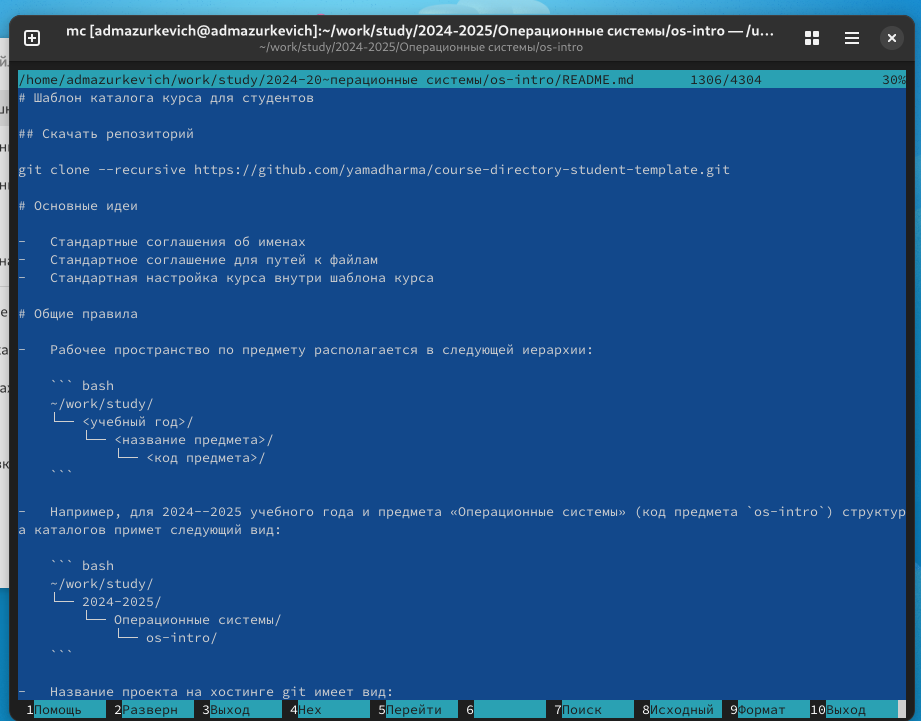 mc [admazurkevich@admazurkevich]:~/work/study/2024-2025/Операционные системы/os-intro — /u...
~/work/study/2024-2025/Операционные системы/os-intro
/home/admazurkevich/work/study/2024-20~перационные системы/os-intro/README.md 1306/4304 30%
# Шаблон каталога курса для студентов
## Скачать репозиторий
git clone --recursive https://github.com/yamadharma/course-directory-student-template.git
# Основные идеи
-   Стандартные соглашения об именах
-   Стандартное соглашение для путей к файлам
-   Стандартная настройка курса внутри шаблона курса
# Общие правила
-   Рабочее пространство по предмету располагается в следующей иерархии:
``` bash
~/work/study/
└── <учебный год>/
└── <название предмета>/
└── <код предмета>/
```
-   Например, для 2024--2025 учебного года и предмета «Операционные системы» (код предмета `os-intro`) структур
а каталогов примет следующий вид:
``` bash
~/work/study/
└── 2024-2025/
└── Операционные системы/
└── os-intro/
```
-   Название проекта на хостинге git имеет вид:
1Помощь 2Разверн 3Выход 4Hex 5Перейти 6 7Поиск 8Исходный 9Формат 10Выход